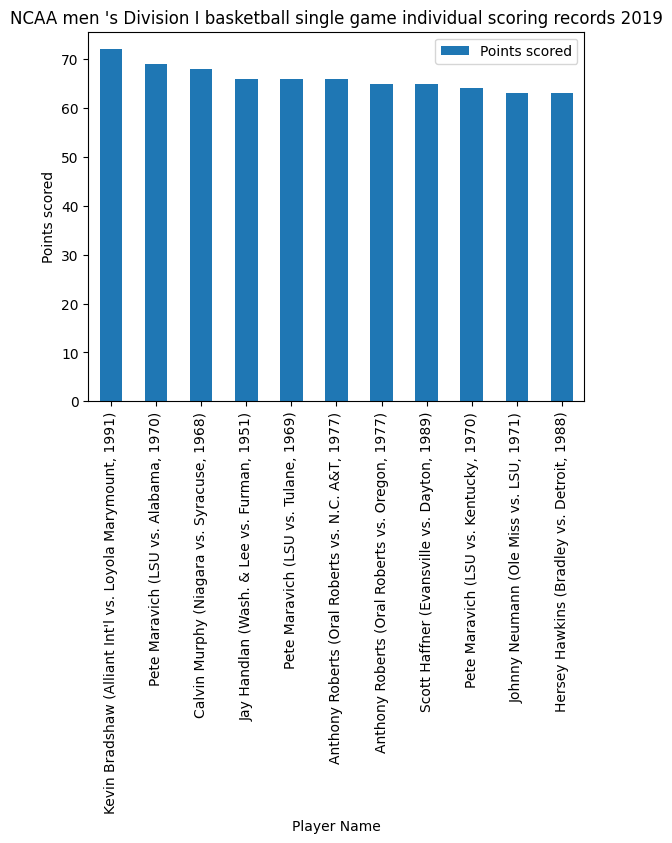 NCAA men 's Division I basketball single game individual scoring records 2019
Points scored
Points scored
70
60
50
40
30
20
10
0
Kevin Bradshaw (Alliant Int'l vs. Loyola Marymount, 1991)
Pete Maravich (LSU vs. Alabama, 1970)
Calvin Murphy (Niagara vs. Syracuse, 1968)
Jay Handlan (Wash. & Lee vs. Furman, 1951)
Pete Maravich (LSU vs. Tulane, 1969)
Anthony Roberts (Oral Roberts vs. N.C. A&T, 1977)
Anthony Roberts (Oral Roberts vs. Oregon, 1977)
Scott Haffner (Evansville vs. Dayton, 1989)
Pete Maravich (LSU vs. Kentucky, 1970)
Johnny Neumann (Ole Miss vs. LSU, 1971)
Hersey Hawkins (Bradley vs. Detroit, 1988)
Player Name